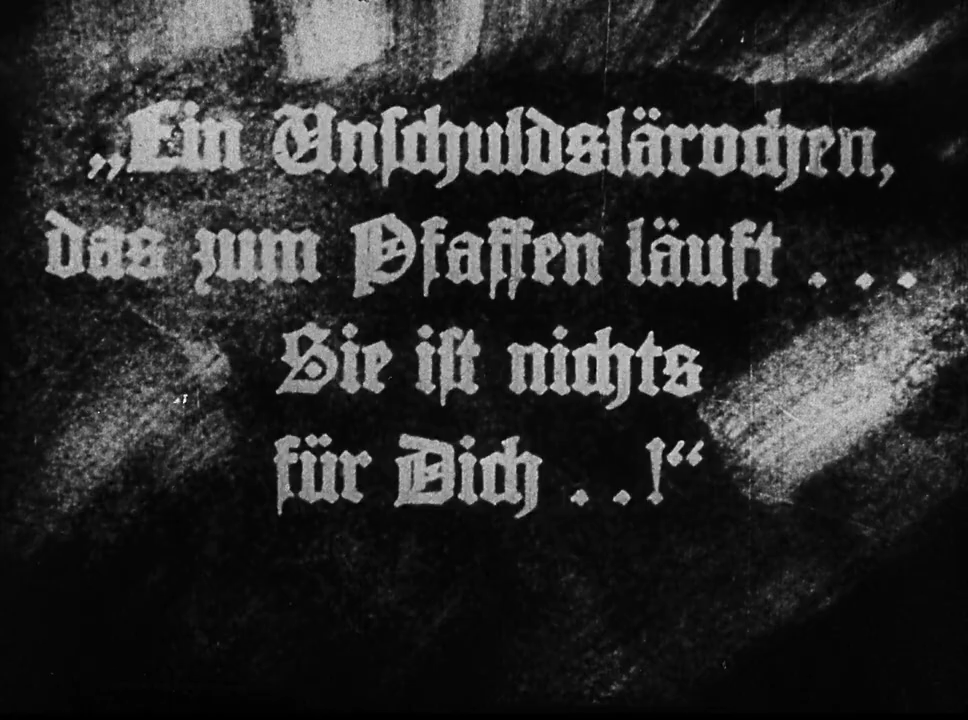 „Ein Unschuldslärvchen,
das zum Pfaffen läuft . . .
Sie ist nichts
für Dich . . !“